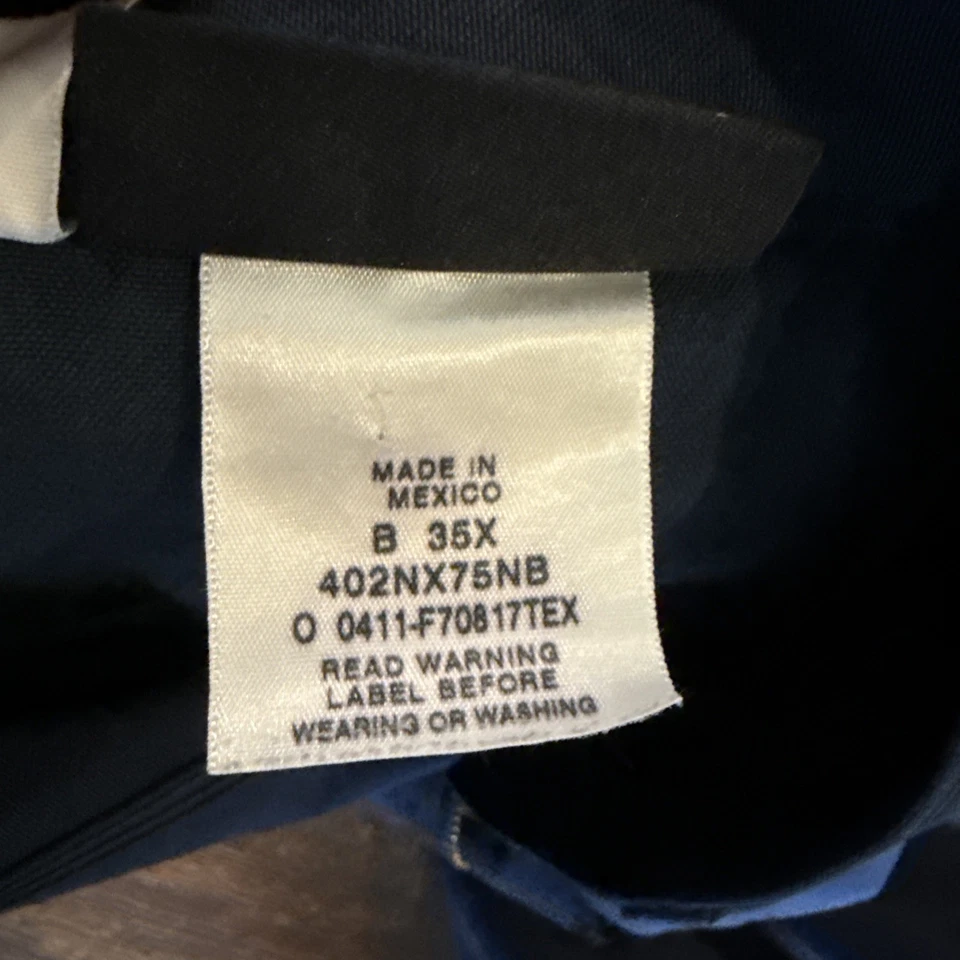 MADE IN
MEXICO
B 35X
402NX75NB
O 0411-F70817TEX
READ WARNING
LABEL BEFORE
WEARING OR WASHING